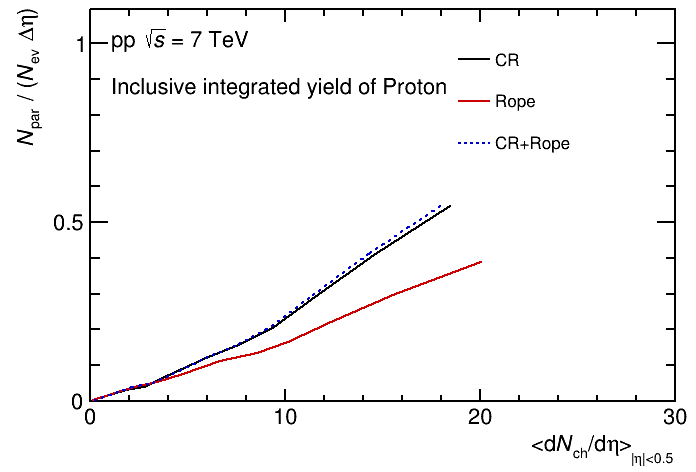 N_par / (N_ev Δη)
1
0.5
0
pp √s = 7 TeV
Inclusive integrated yield of Proton
CR
Rope
CR+Rope
0 10 20 30
<dN_ch/dη>_|η|<0.5